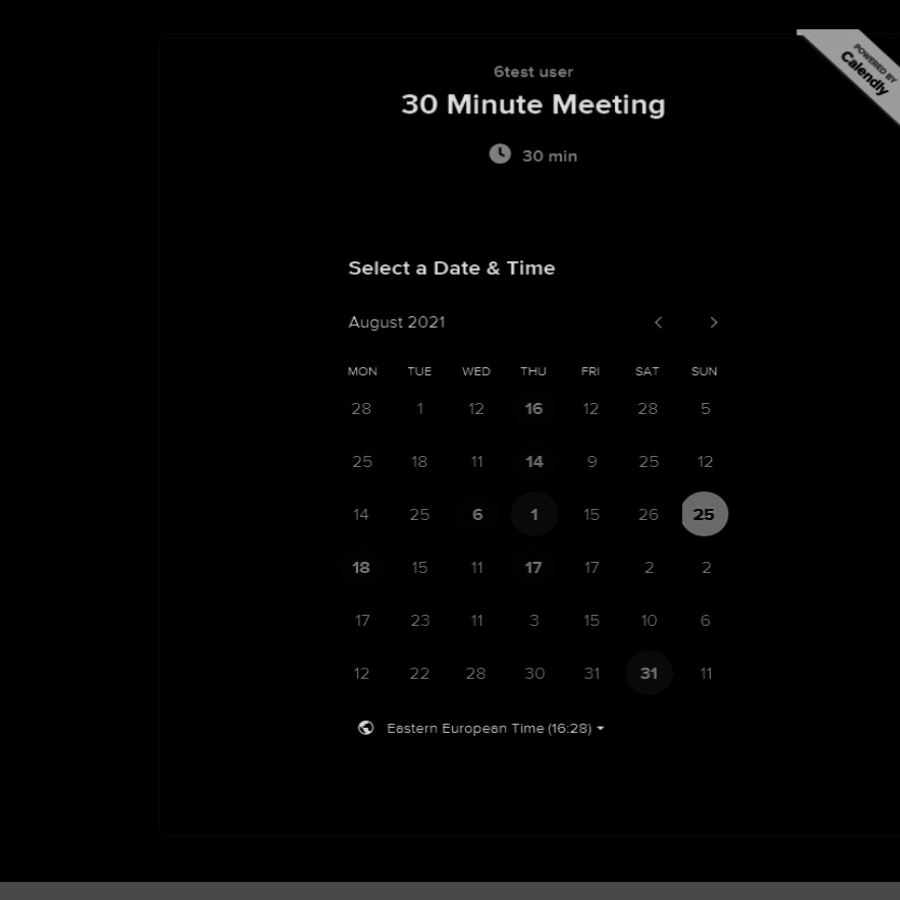 POWERED BY
Calendly
6test user
30 Minute Meeting
30 min
Select a Date & Time
August 2021
MON TUE WED THU FRI SAT SUN
28 1 12 16 12 28 5
25 18 11 14 9 25 12
14 25 6 1 15 26 25
18 15 11 17 17 2 2
17 23 11 3 15 10 6
12 22 28 30 31 31 11
Eastern European Time (16:28)